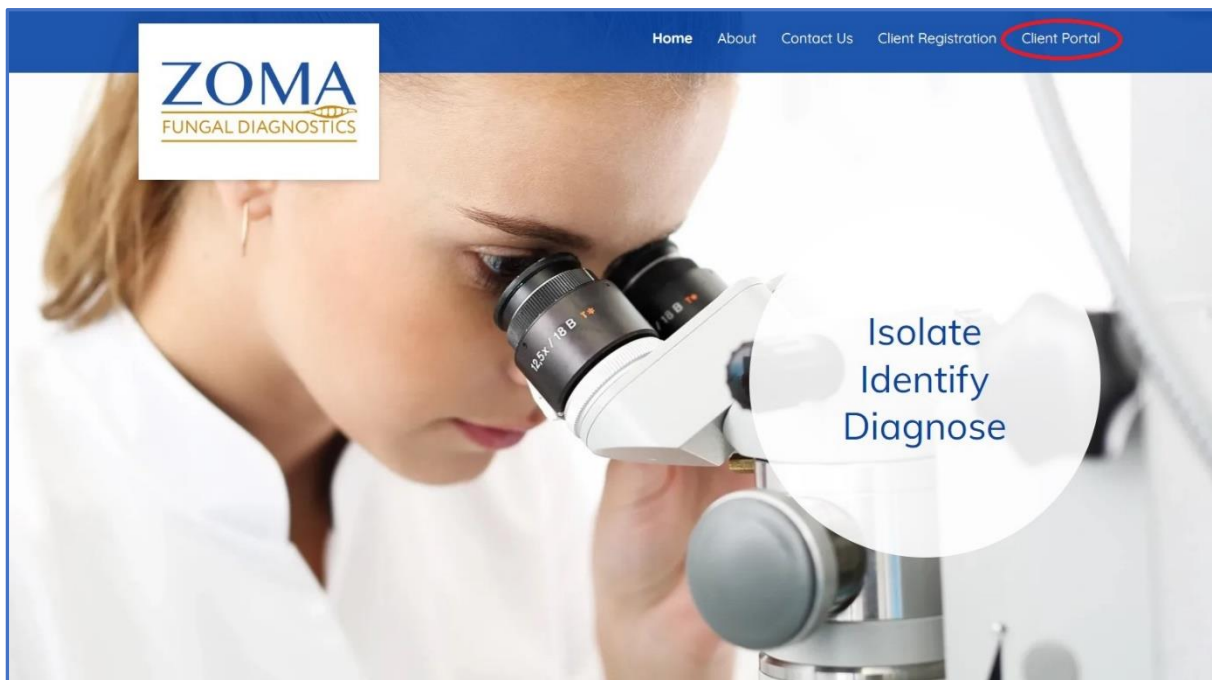 Home About Contact Us Client Registration Client Portal
ZOMA
FUNGAL DIAGNOSTICS
12,5x / 18 B
/ 18 B
Isolate
Identify
Diagnose